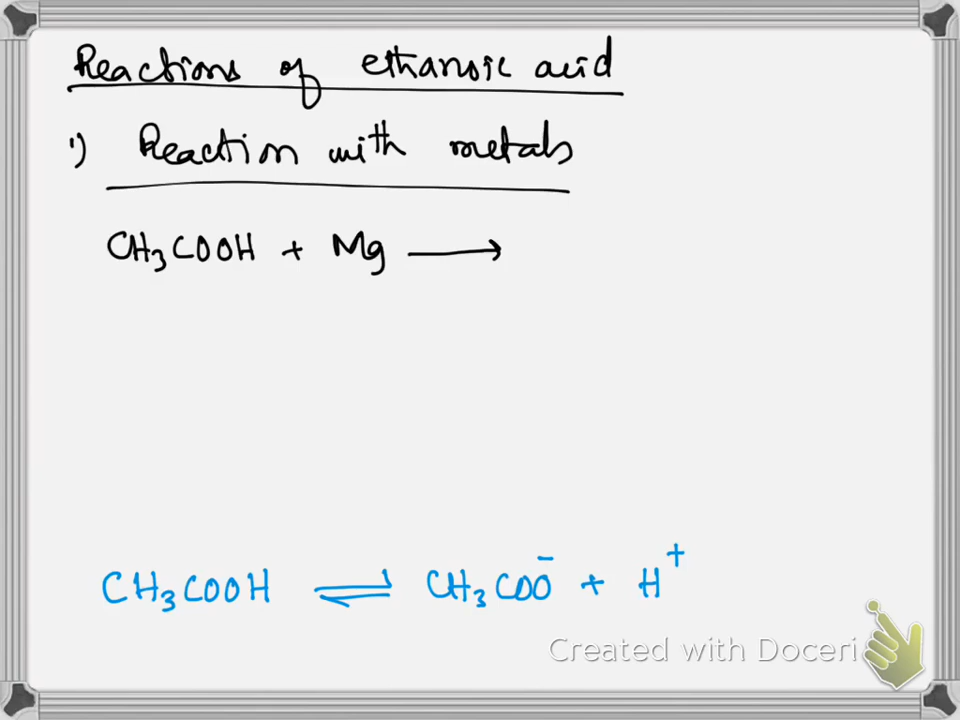 Reactions of ethanoic acid
1) Reaction with metals
CH₃COOH + Mg ⟶
CH₃COOH ⇌ CH₃COO⁻ + H⁺
Created with Doceri